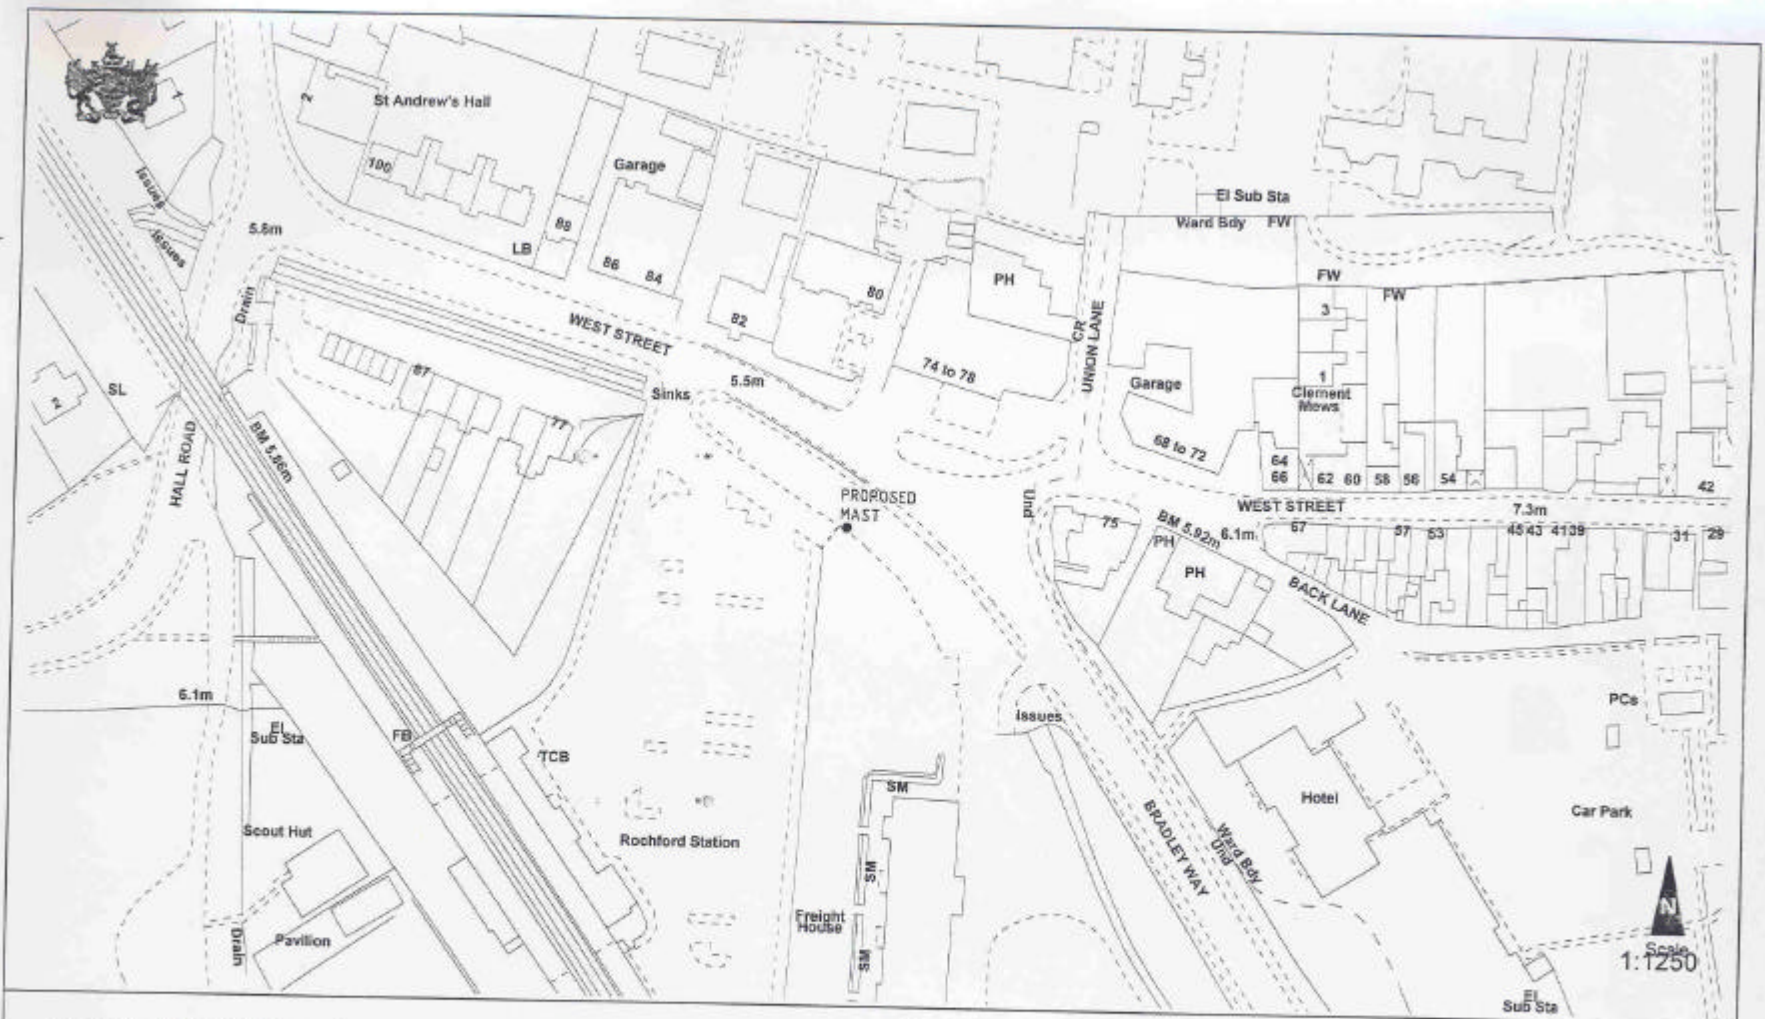 1
2
St Andrew's Hall
100
Garage
88
LB
86
84
Issues
Issues
5.8m
Drain
WEST STREET
82
80
PH
74 to 78
CR
UNION LANE
El Sub Sta
Ward Bdy FW
FW
FW
3
1
Clement
Mews
Garage
68 to 72
64
66
62
60
58
56
54
42
SL
2
HALL ROAD
BM 5.86m
87
77
Sinks
5.5m
PROPOSED
MAST
Und
75
BM 5.92m
6.1m
PH
PH
WEST STREET
7.3m
67
57
53
45
43
41
39
31
29
BACK LANE
6.1m
El
Sub Sta
FB
TCB
Issues
PCs
SM
Hotel
Car Park
Scout Hut
Rochford Station
SM
BRADLEY WAY
Ward Bdy
Und
Freight
House
SM
Pavilion
Drain
N
Scale
1:1250
El
Sub Sta